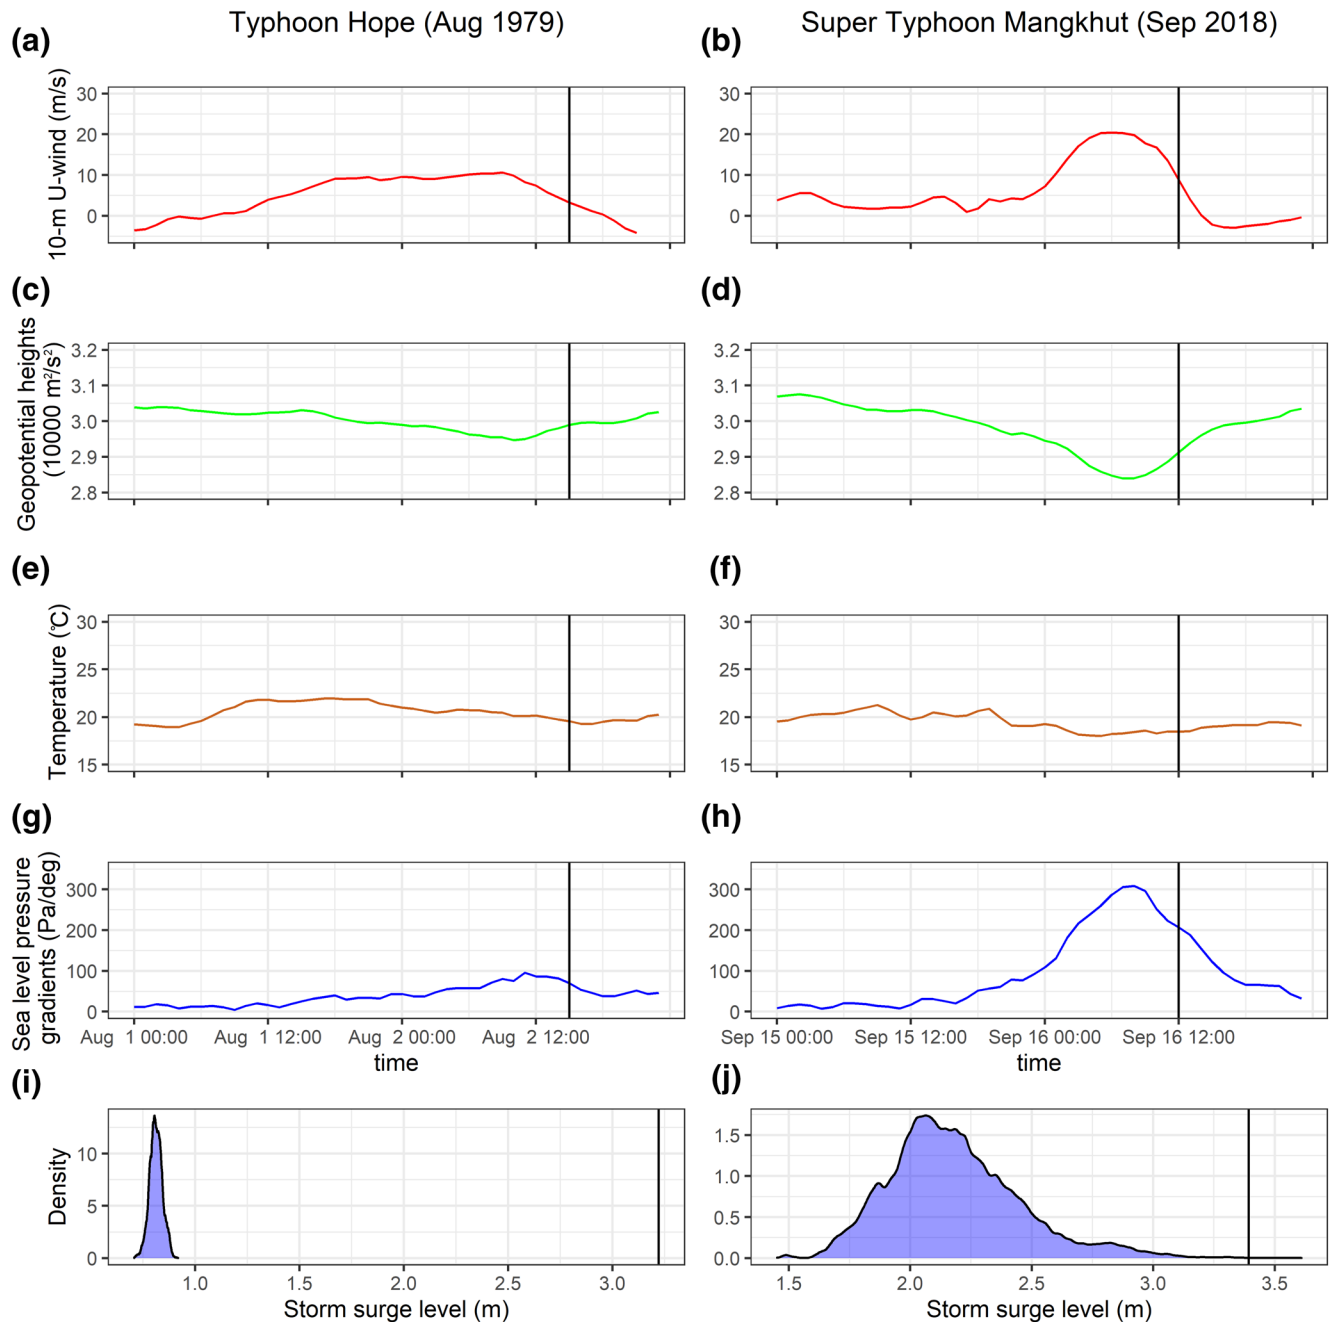 Typhoon Hope (Aug 1979)
Super Typhoon Mangkhut (Sep 2018)
(a)
(b)
10-m U-wind (m/s)
30
20
10
0
30
20
10
0
(c)
(d)
Geopotential heights
(10000 m²/s²)
3.2
3.1
3.0
2.9
2.8
3.2
3.1
3.0
2.9
2.8
(e)
(f)
Temperature (℃)
30
25
20
15
30
25
20
15
(g)
(h)
Sea level pressure
gradients (Pa/deg)
300
200
100
0
300
200
100
0
Aug 1 00:00
Aug 1 12:00
Aug 2 00:00
Aug 2 12:00
Sep 15 00:00
Sep 15 12:00
Sep 16 00:00
Sep 16 12:00
time
time
(i)
(j)
Density
10
5
0
1.5
1.0
0.5
0.0
1.0
1.5
2.0
2.5
3.0
1.5
2.0
2.5
3.0
3.5
Storm surge level (m)
Storm surge level (m)